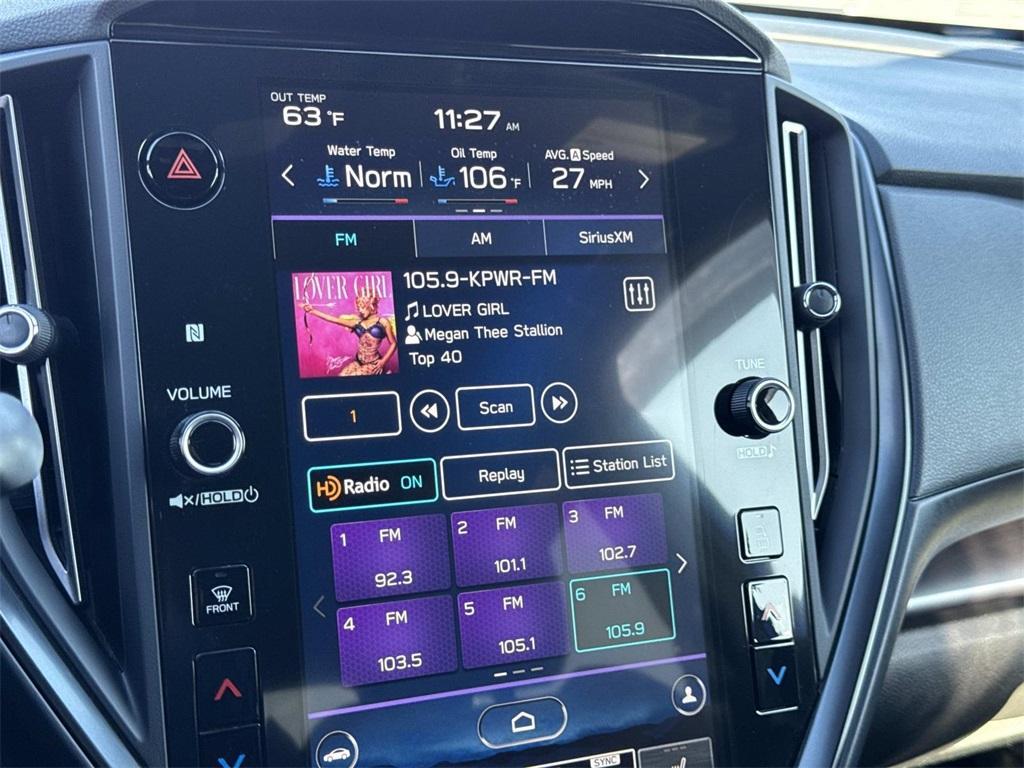 OUT TEMP
63 °F
11:27 AM
Water Temp
Norm
Oil Temp
106 °F
AVG. A Speed
27 MPH
FM
AM
SiriusXM
LOVER GIRL
105.9-KPWR-FM
LOVER GIRL
Megan Thee Stallion
Top 40
1
Scan
HD Radio ON
Replay
Station List
1 FM
92.3
2 FM
101.1
3 FM
102.7
4 FM
103.5
5 FM
105.1
6 FM
105.9
N
VOLUME
/HOLD
FRONT
TUNE
HOLD
SYNC